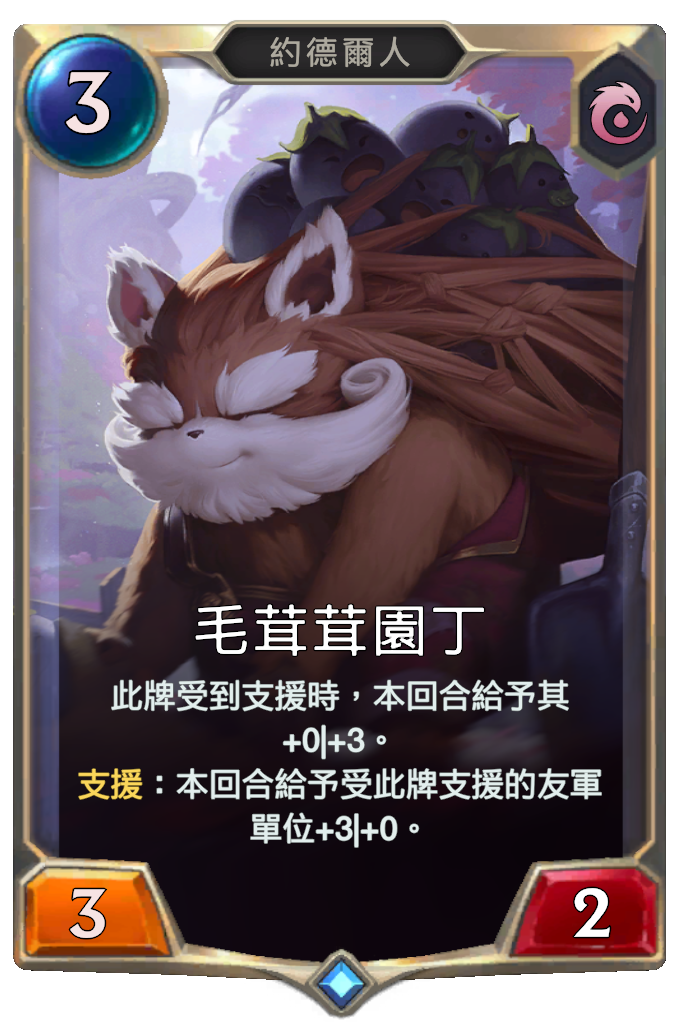 3
約德爾人
毛茸茸園丁
此牌受到支援時，本回合給予其
+0|+3。
支援：本回合給予受此牌支援的友軍
單位+3|+0。
3
2